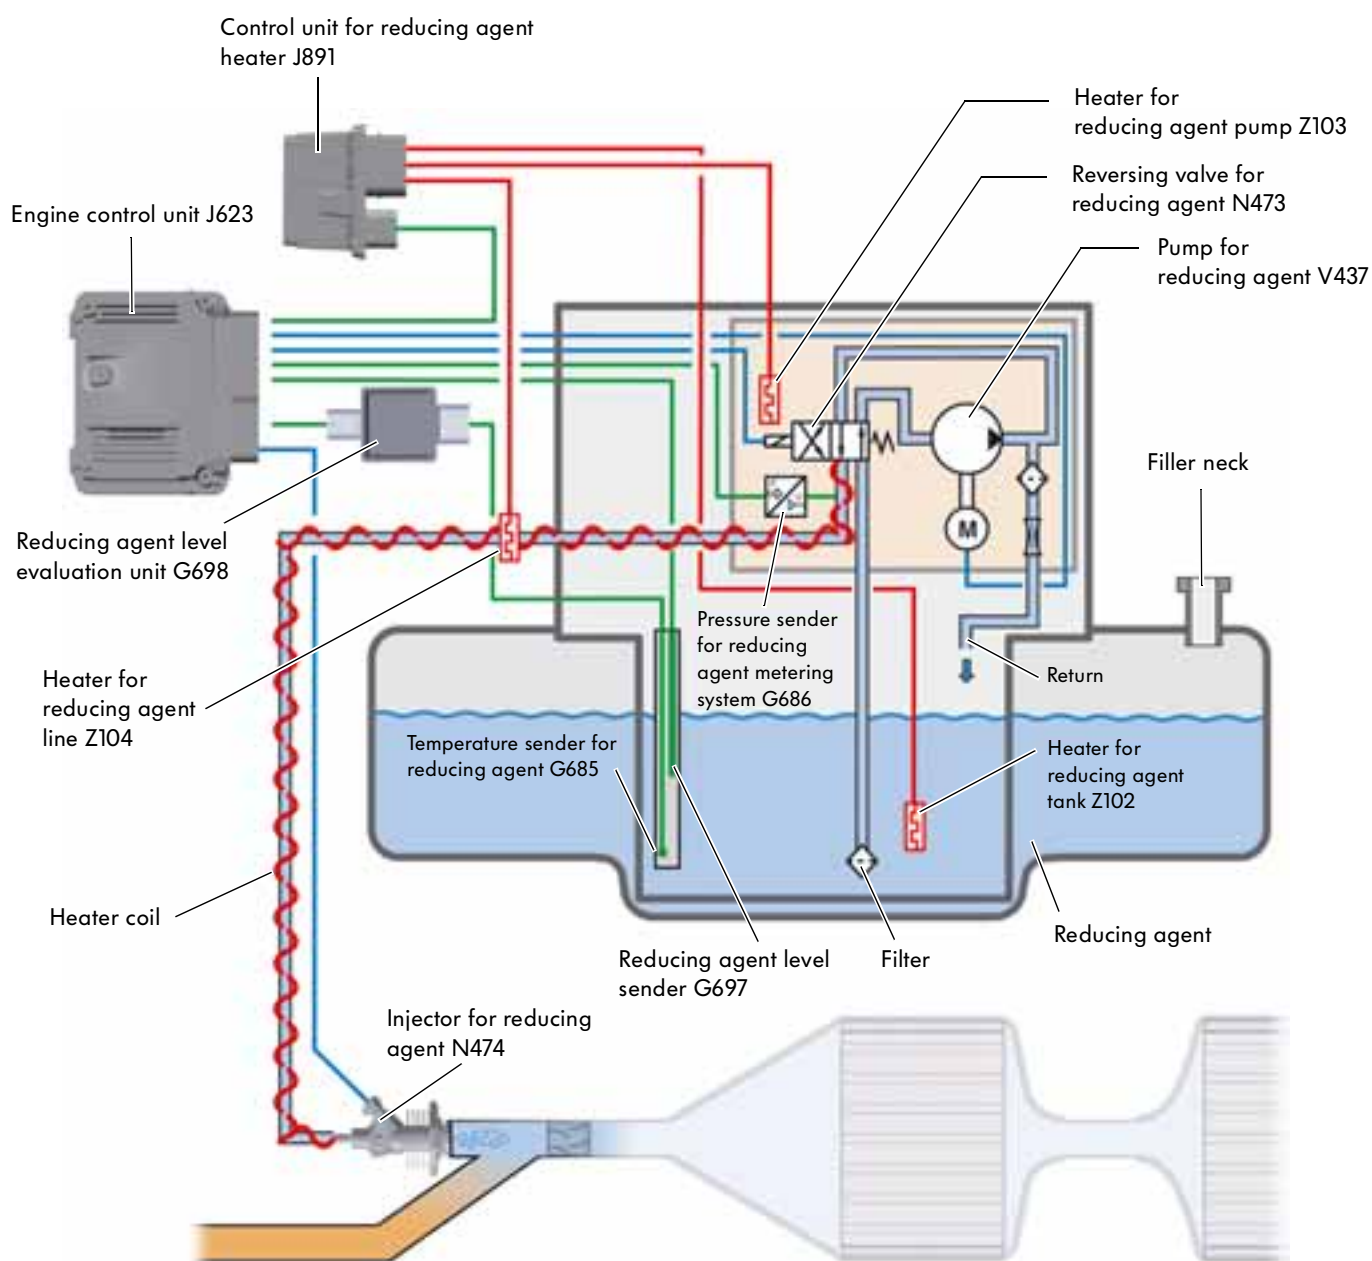 Control unit for reducing agent
heater J891
Heater for
reducing agent pump Z103
Reversing valve for
reducing agent N473
Engine control unit J623
Pump for
reducing agent V437
Filler neck
M
Reducing agent level
evaluation unit G698
Pressure sender
for reducing
agent metering
system G686
Return
Heater for
reducing agent
line Z104
Temperature sender for
reducing agent G685
Heater for
reducing agent
tank Z102
Heater coil
Reducing agent level
sender G697
Filter
Reducing agent
Injector for reducing
agent N474